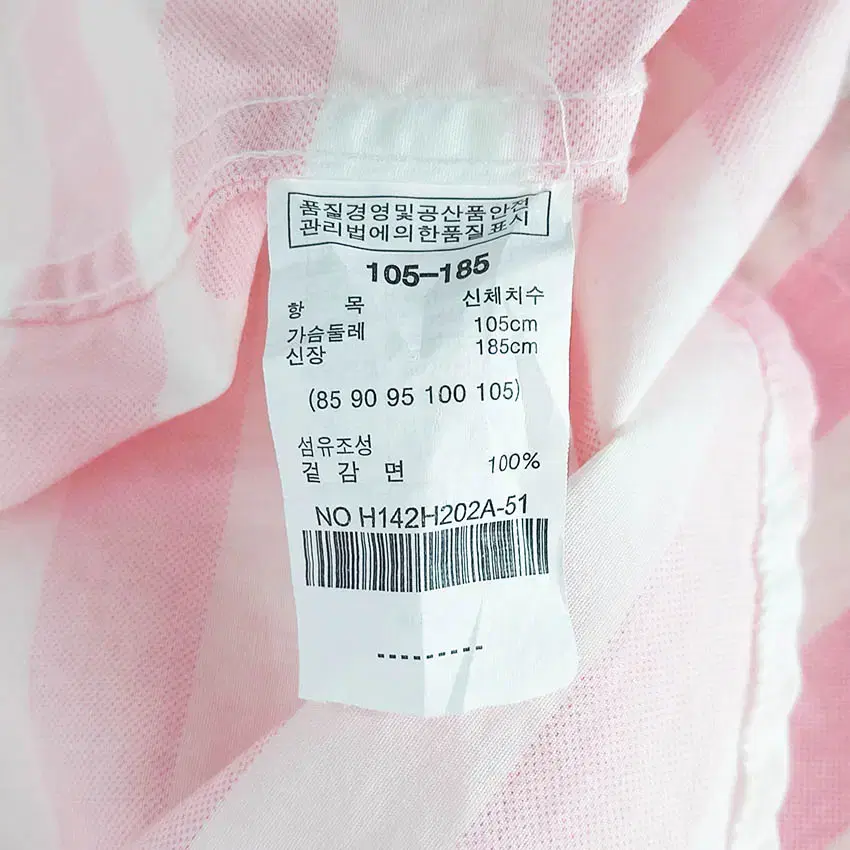 품질경영및공산품안전
관리법에의한품질표시
105-185
항 목 신체치수
가슴둘레 105cm
신장 185cm
(85 90 95 100 105)
섬유조성
겉 감 면 100%
NO H142H202A-51